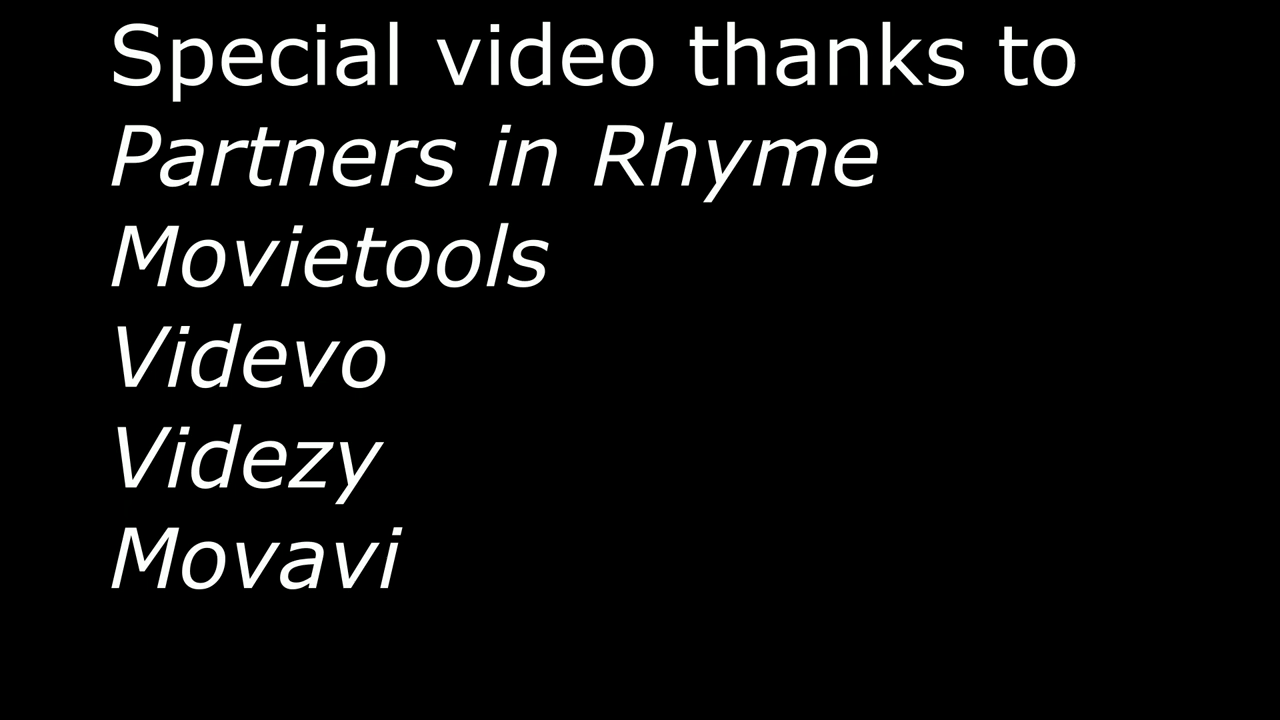 Special video thanks to
Partners in Rhyme
Movietools
Videvo
Videzy
Movavi